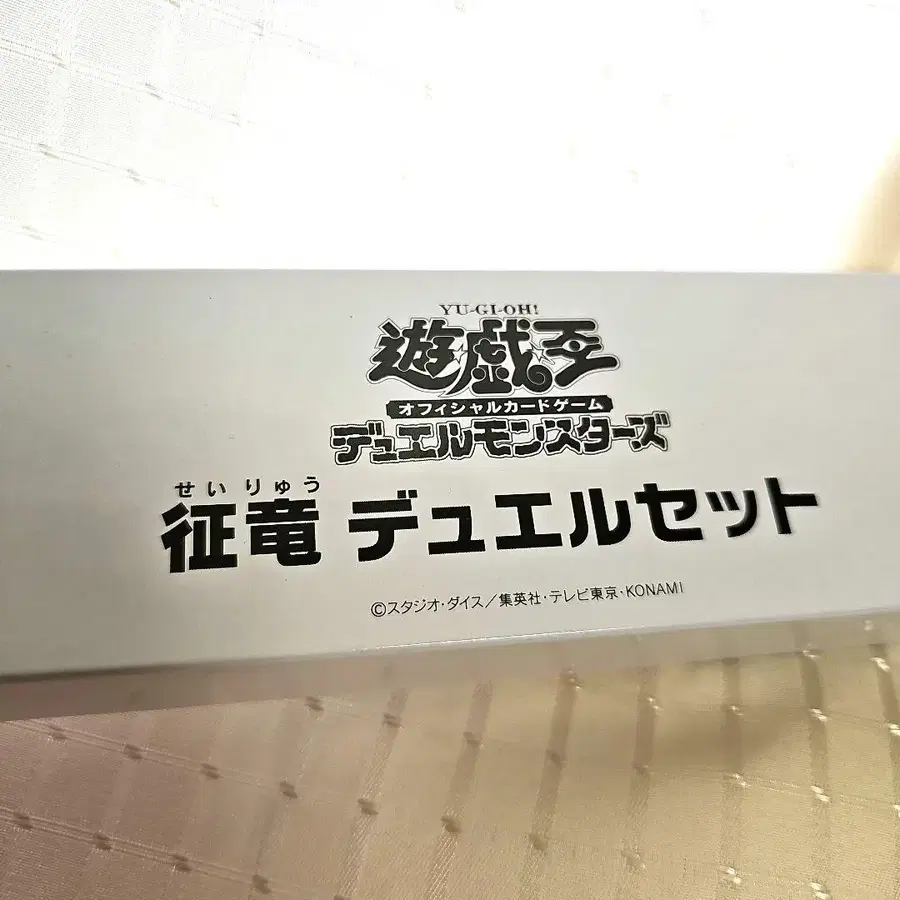 YU-GI-OH!
遊☆戯☆王
オフィシャルカードゲーム
デュエルモンスターズ
せいりゅう
征竜 デュエルセット
©スタジオ・ダイス／集英社・テレビ東京・KONAMI